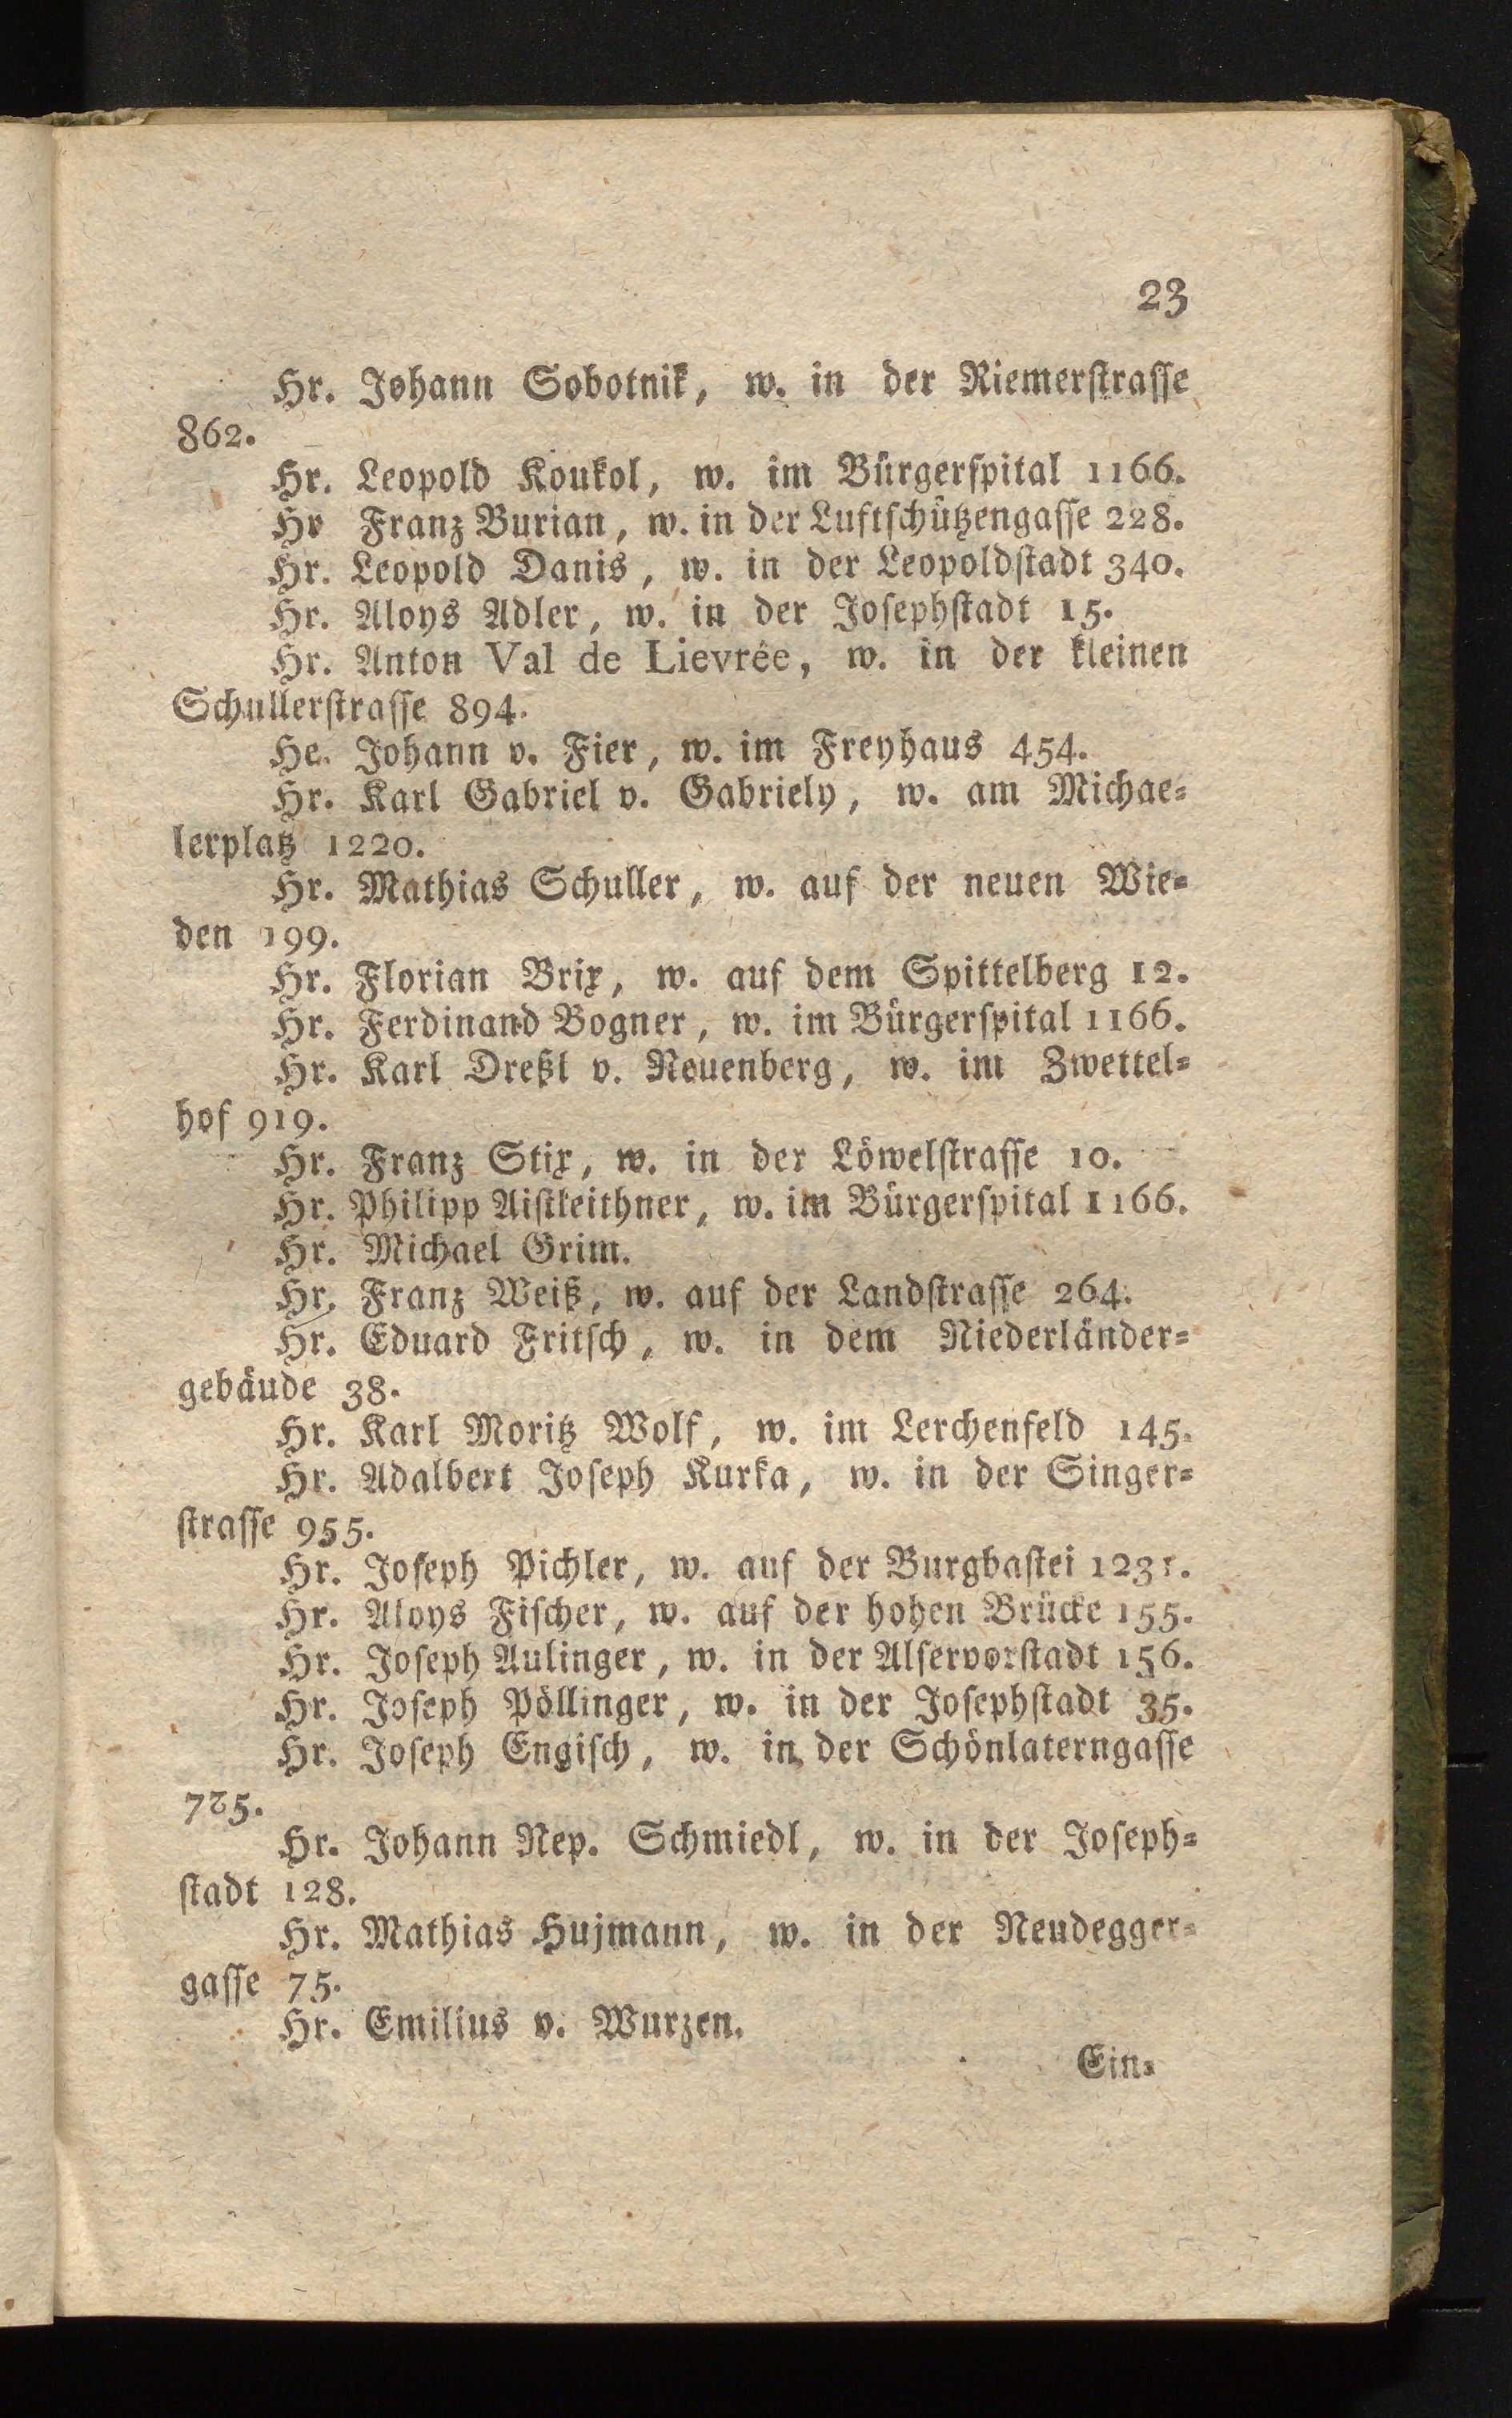 23
Hr. Johann Sobotnik, w. in der Riemerstrasse
862.
Hr. Leopold Koukol, w. im Bürgerspital 1166.
Hr Franz Burian, w. in der Luftschützengasse 228.
Hr. Leopold Danis, w. in der Leopoldstadt 340.
Hr. Aloys Adler, w. in der Josephstadt 15.
Hr. Anton Val de Lievrée, w. in der kleinen
Schullerstrasse 894.
He. Johann v. Fier, w. im Freyhaus 454.
Hr. Karl Gabriel v. Gabriely, w. am Michae=
lerplatz 1220.
Hr. Mathias Schuller, w. auf der neuen Wie=
den 199.
Hr. Florian Brix, w. auf dem Spittelberg 12.
Hr. Ferdinand Bogner, w. im Bürgerspital 1166.
Hr. Karl Dreßl v. Neuenberg, w. im Zwettel=
hof 919.
Hr. Franz Stix, w. in der Löwelstrasse 10.
Hr. Philipp Aistleithner, w. im Bürgerspital 1166.
Hr. Michael Grim.
Hr. Franz Weiß, w. auf der Landstrasse 264.
Hr. Eduard Fritsch, w. in dem Niederländer=
gebäude 38.
Hr. Karl Moritz Wolf, w. im Lerchenfeld 145.
Hr. Adalbert Joseph Kurka, w. in der Singer=
strasse 955.
Hr. Joseph Pichler, w. auf der Burgbastei 1231.
Hr. Aloys Fischer, w. auf der hohen Brücke 155.
Hr. Joseph Aulinger, w. in der Alservorstadt 156.
Hr. Joseph Pöllinger, w. in der Josephstadt 35.
Hr. Joseph Engisch, w. in der Schönlaterngasse
725.
Hr. Johann Nep. Schmiedl, w. in der Joseph=
stadt 128.
Hr. Mathias Hujmann, w. in der Neudegger=
gasse 75.
Hr. Emilius v. Wurzen.
Ein=